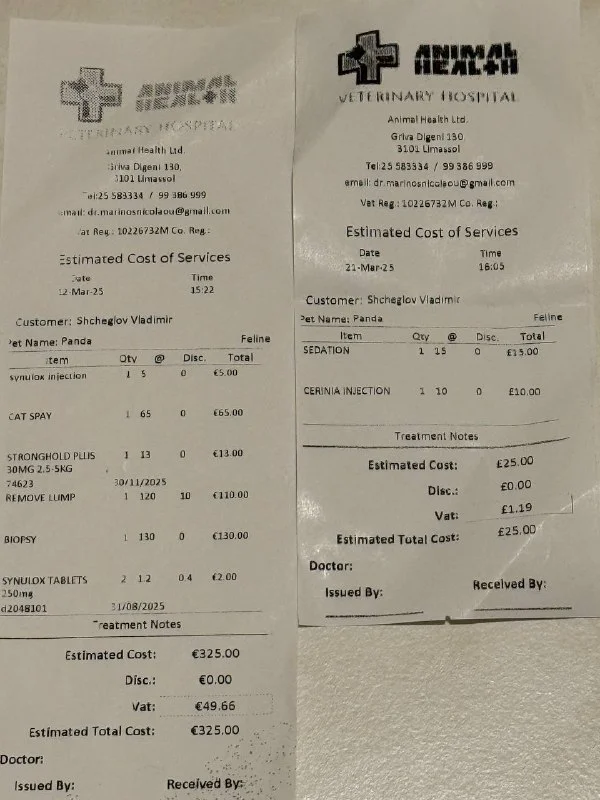 ANIMAL
HEALTH
VETERINARY HOSPITAL
Animal Health Ltd.
Griva Digeni 130,
3101 Limassol
Tel:25 583334 / 99 386 999
email: dr.marinosnicolaou@gmail.com
Vat Reg.: 10226732M Co. Reg.:
Estimated Cost of Services
Date Time
12-Mar-25 15:22
Customer: Shcheglov Vladimir
Pet Name: Panda Feline
Item Qty @ Disc. Total
synulox injection 1 5 0 €5.00
CAT SPAY 1 65 0 €65.00
STRONGHOLD PLUS 1 13 0 €13.00
30MG 2.5-5KG
74623 30/11/2025
REMOVE LUMP 1 120 10 €110.00
BIOPSY 1 130 0 €130.00
SYNULOX TABLETS 2 1.2 0.4 €2.00
250mg
d2048101 31/08/2025
Treatment Notes
Estimated Cost: €325.00
Disc.: €0.00
Vat: €49.66
Estimated Total Cost: €325.00
Doctor:
Issued By: Received By:
ANIMAL
HEALTH
VETERINARY HOSPITAL
Animal Health Ltd.
Griva Digeni 130,
3101 Limassol
Tel:25 583334 / 99 386 999
email: dr.marinosnicolaou@gmail.com
Vat Reg.: 10226732M Co. Reg.:
Estimated Cost of Services
Date Time
21-Mar-25 16:05
Customer: Shcheglov Vladimir
Pet Name: Panda Feline
Item Qty @ Disc. Total
SEDATION 1 15 0 £15.00
CERINIA INJECTION 1 10 0 £10.00
Treatment Notes
Estimated Cost: £25.00
Disc.: £0.00
Vat: £1.19
Estimated Total Cost: £25.00
Doctor:
Issued By: Received By: